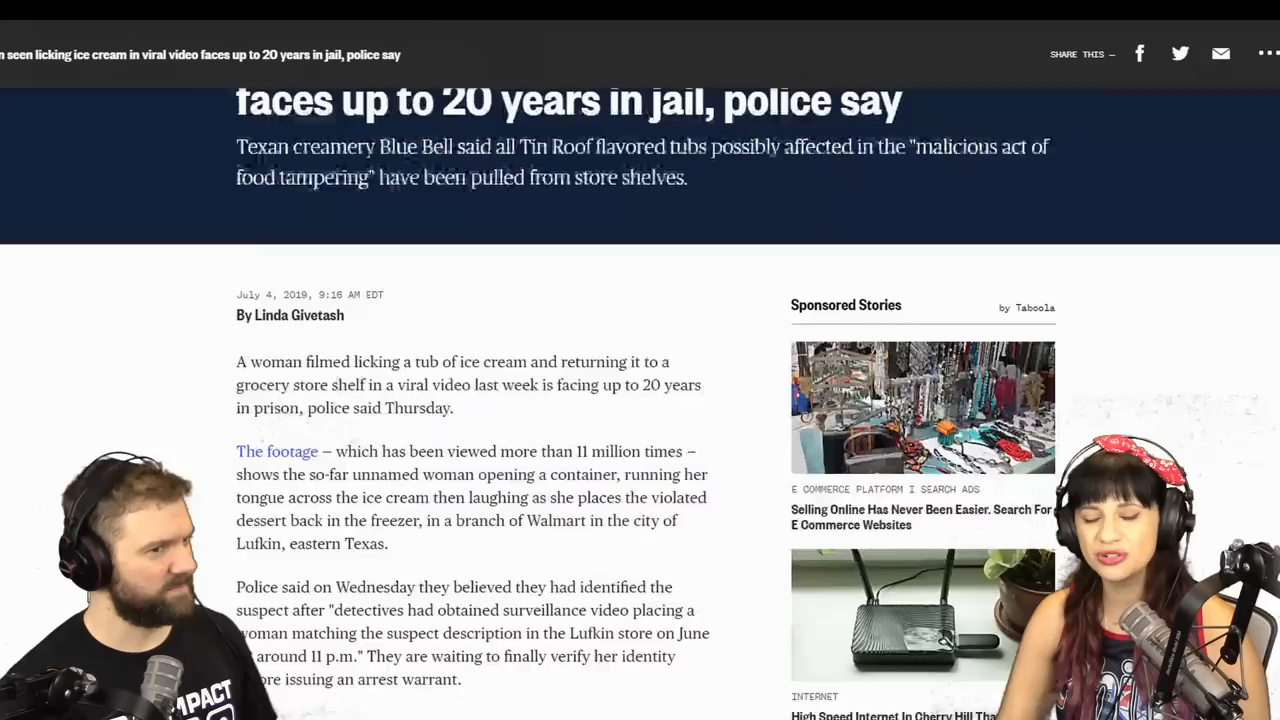 n seen licking ice cream in viral video faces up to 20 years in jail, police say
SHARE THIS —
faces up to 20 years in jail, police say
Texan creamery Blue Bell said all Tin Roof flavored tubs possibly affected in the "malicious act of
food tampering" have been pulled from store shelves.
July 4, 2019, 9:16 AM EDT
By Linda Givetash
A woman filmed licking a tub of ice cream and returning it to a
grocery store shelf in a viral video last week is facing up to 20 years
in prison, police said Thursday.
The footage — which has been viewed more than 11 million times —
shows the so-far unnamed woman opening a container, running her
tongue across the ice cream then laughing as she places the violated
dessert back in the freezer, in a branch of Walmart in the city of
Lufkin, eastern Texas.
Police said on Wednesday they believed they had identified the
suspect after "detectives had obtained surveillance video placing a
woman matching the suspect description in the Lufkin store on June
around 11 p.m." They are waiting to finally verify her identity
ore issuing an arrest warrant.
Sponsored Stories
by Taboola
E COMMERCE PLATFORM I SEARCH ADS
Selling Online Has Never Been Easier. Search For
E Commerce Websites
INTERNET
High Speed Internet In Cherry Hill Tha
MPACT